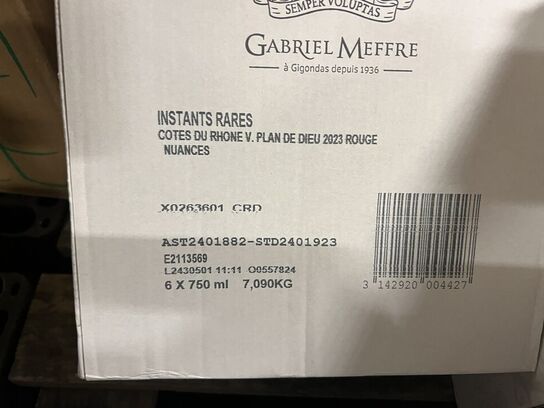 SEMPER VOLUPTAS
GABRIEL MEFFRE
à Gigondas depuis 1936
INSTANTS RARES
COTES DU RHONE V. PLAN DE DIEU 2023 ROUGE
NUANCES
X0263601 CRD
AST2401882-STD2401923
E2113569
L2430501 11:11 O0557824
6 X 750 ml 7,090KG
3 142920 004427